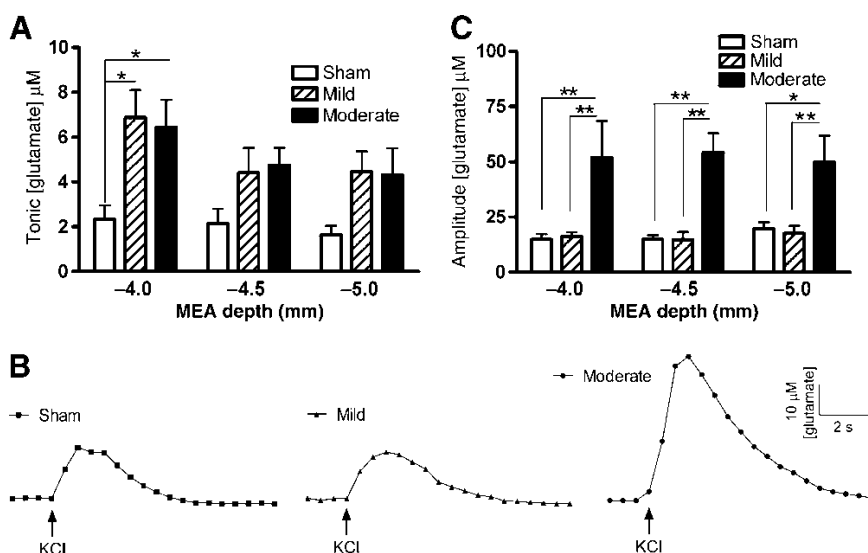 A
Tonic [glutamate] μM
10
8
6
4
2
0
*
*
Sham
Mild
Moderate
–4.0
–4.5
–5.0
MEA depth (mm)
C
Amplitude [glutamate] μM
100
75
50
25
0
**
**
**
**
*
**
Sham
Mild
Moderate
–4.0
–4.5
–5.0
MEA depth (mm)
B
Sham
KCl
Mild
KCl
Moderate
KCl
10 μM
[glutamate]
2 s